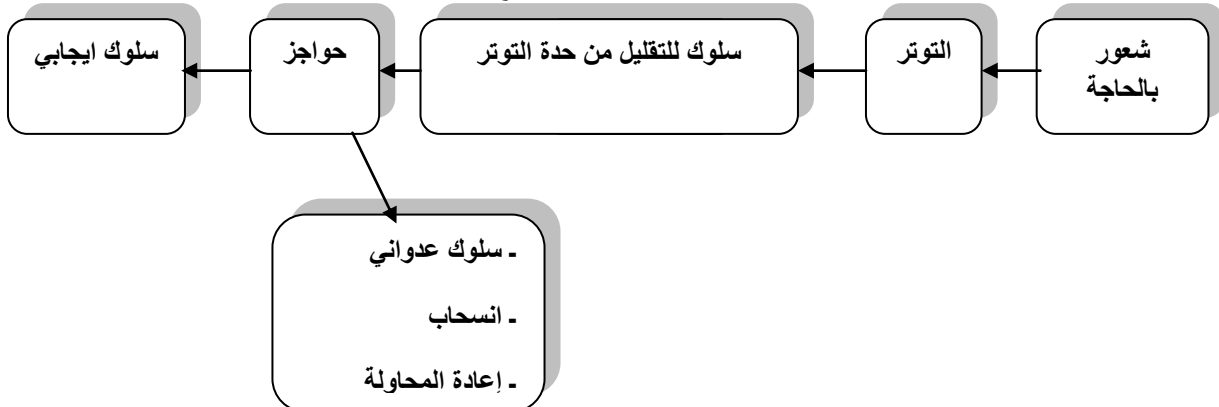 شعور
بالحاجة
التوتر
سلوك للتقليل من حدة التوتر
حواجز
سلوك ايجابي
ـ سلوك عدواني
ـ انسحاب
ـ إعادة المحاولة